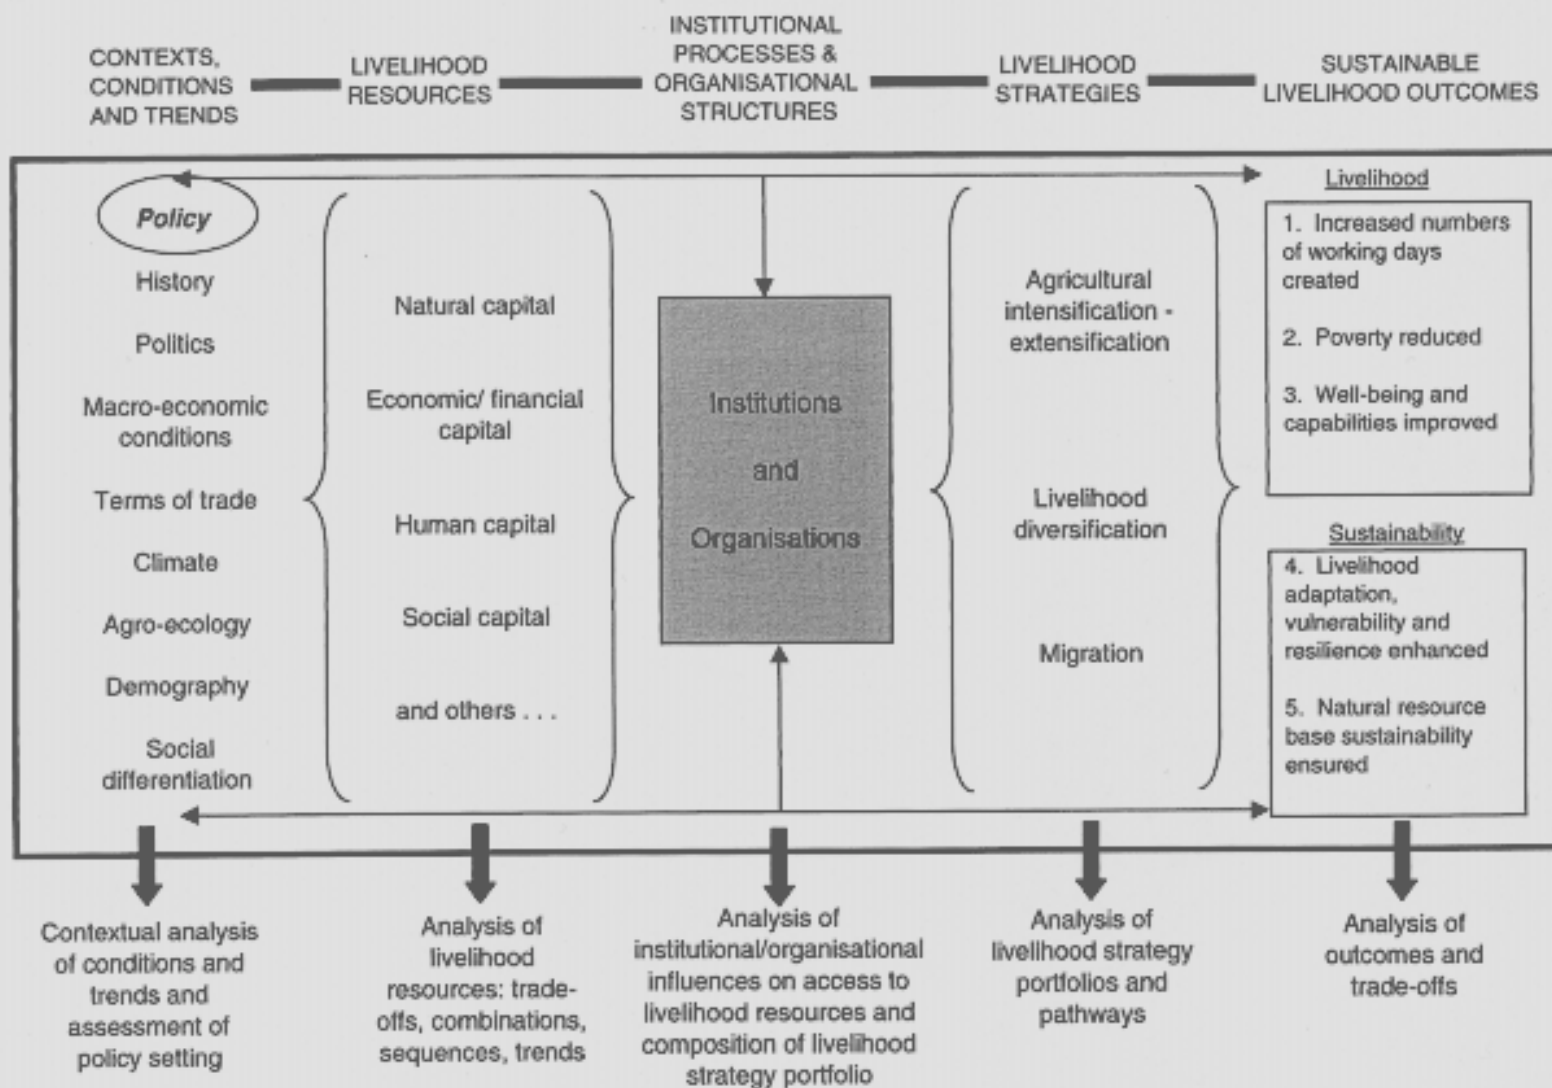 CONTEXTS,
CONDITIONS
AND TRENDS
LIVELIHOOD
RESOURCES
INSTITUTIONAL
PROCESSES &
ORGANISATIONAL
STRUCTURES
LIVELIHOOD
STRATEGIES
SUSTAINABLE
LIVELIHOOD OUTCOMES
Policy
History
Politics
Macro-economic
conditions
Terms of trade
Climate
Agro-ecology
Demography
Social
differentiation
Natural capital
Economic/ financial
capital
Human capital
Social capital
and others . . .
Institutions
and
Organisations
Agricultural
intensification -
extensification
Livelihood
diversification
Migration
Livelihood
1. Increased numbers
of working days
created
2. Poverty reduced
3. Well-being and
capabilities improved
Sustainability
4. Livelihood
adaptation,
vulnerability and
resilience enhanced
5. Natural resource
base sustainability
ensured
Contextual analysis
of conditions and
trends and
assessment of
policy setting
Analysis of
livelihood
resources: trade-
offs, combinations,
sequences, trends
Analysis of
institutional/organisational
influences on access to
livelihood resources and
composition of livelihood
strategy portfolio
Analysis of
livelihood strategy
portfolios and
pathways
Analysis of
outcomes and
trade-offs